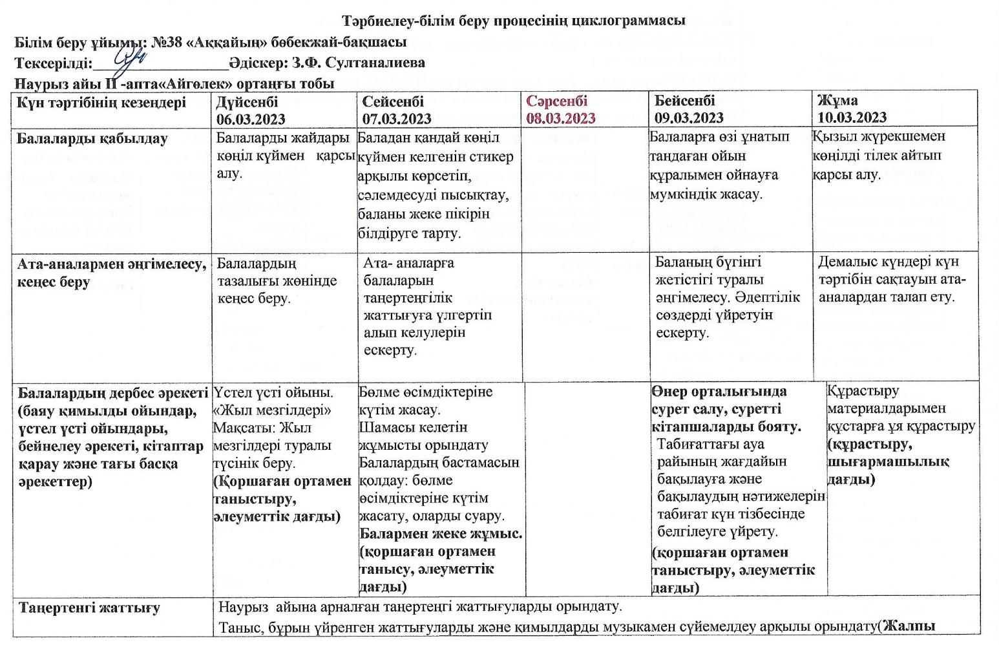 Тәрбиелеу-білім беру процесінің циклограммасы
Білім беру ұйымы: №38 «Аққайың» бөбекжай-бақшасы
Тексерілді:_________________Әдіскер: З.Ф. Султаналиева
Наурыз айы II -апта«Айгөлек» ортаңғы тобы
Күн тәртібінің кезеңдері
Дүйсенбі
06.03.2023
Сейсенбі
07.03.2023
Сәрсенбі
08.03.2023
Бейсенбі
09.03.2023
Жұма
10.03.2023
Балаларды қабылдау
Балаларды жайдары
көңіл күймен қарсы
алу.
Баладан қандай көңіл
күймен келгенін стикер
арқылы көрсетіп,
сәлемдесуді пысықтау,
баланы жеке пікірін
білдіруге тарту.
Балаларға өзі ұнатып
таңдаған ойын
құралымен ойнауға
мумкіндік жасау.
Қызыл жүрекшемен
көңілді тілек айтып
қарсы алу.
Ата-аналармен әңгімелесу,
кеңес беру
Балалардың
тазалығы жөнінде
кеңес беру.
Ата- аналарға
балаларын
таңертеңгілік
жаттығуға үлгертіп
алып келулерін
ескерту.
Баланың бүгінгі
жетістігі туралы
әңгімелесу. Әдептілік
сөздерді үйретуін
ескерту.
Демалыс күндері күн
тәртібін сақтауын ата-
аналардан талап ету.
Балалардың дербес әрекеті
(баяу қимылды ойындар,
үстел үсті ойындары,
бейнелеу әрекеті, кітаптар
қарау және тағы басқа
әрекеттер)
Үстел үсті ойыны.
«Жыл мезгілдері»
Мақсаты: Жыл
мезгілдері туралы
түсінік беру.
(Қоршаған ортамен
таныстыру,
әлеуметтік дағды)
Бөлме өсімдіктеріне
күтім жасау.
Шамасы келетін
жұмысты орындату
Балалардың бастамасын
қолдау: бөлме
өсімдіктеріне күтім
жасату, оларды суару.
Балармен жеке жұмыс.
(қоршаған ортамен
танысу, әлеуметтік
дағды)
Өнер орталығында
сурет салу, суретті
кітапшаларды бояту.
Табиғаттағы ауа
райының жағдайын
бақылауға және
бақылаудың нәтижелерін
табиғат күн тізбесінде
белгілеуге үйрету.
(қоршаған ортамен
таныстыру, әлеуметтік
дағды)
Құрастыру
материалдарымен
құстарға ұя құрастыру
(құрастыру,
шығармашылық
дағды)
Таңертенгі жаттығу
Наурыз айына арналған таңертеңгі жаттығуларды орындату.
Таныс, бұрын үйренген жаттығуларды және қимылдарды музыкамен сүйемелдеу арқылы орындату(Жалпы